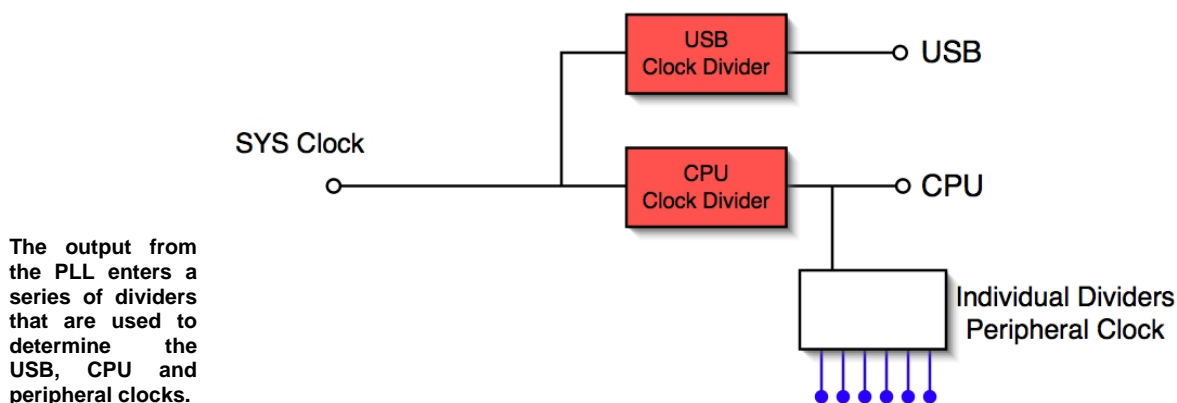 USB
Clock Divider
USB
SYS Clock
CPU
Clock Divider
CPU
The output from
the PLL enters a
series of dividers
that are used to
determine the
USB, CPU and
peripheral clocks.
Individual Dividers
Peripheral Clock